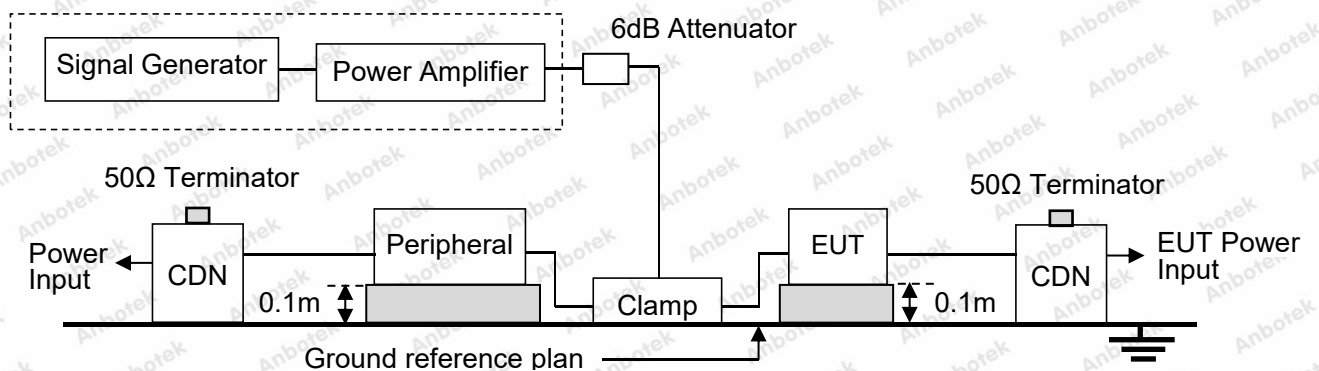 6dB Attenuator
Signal Generator
Power Amplifier
50Ω Terminator
50Ω Terminator
Power
Input
CDN
Peripheral
EUT
CDN
EUT Power
Input
0.1m
Clamp
0.1m
Ground reference plan
Anbotek